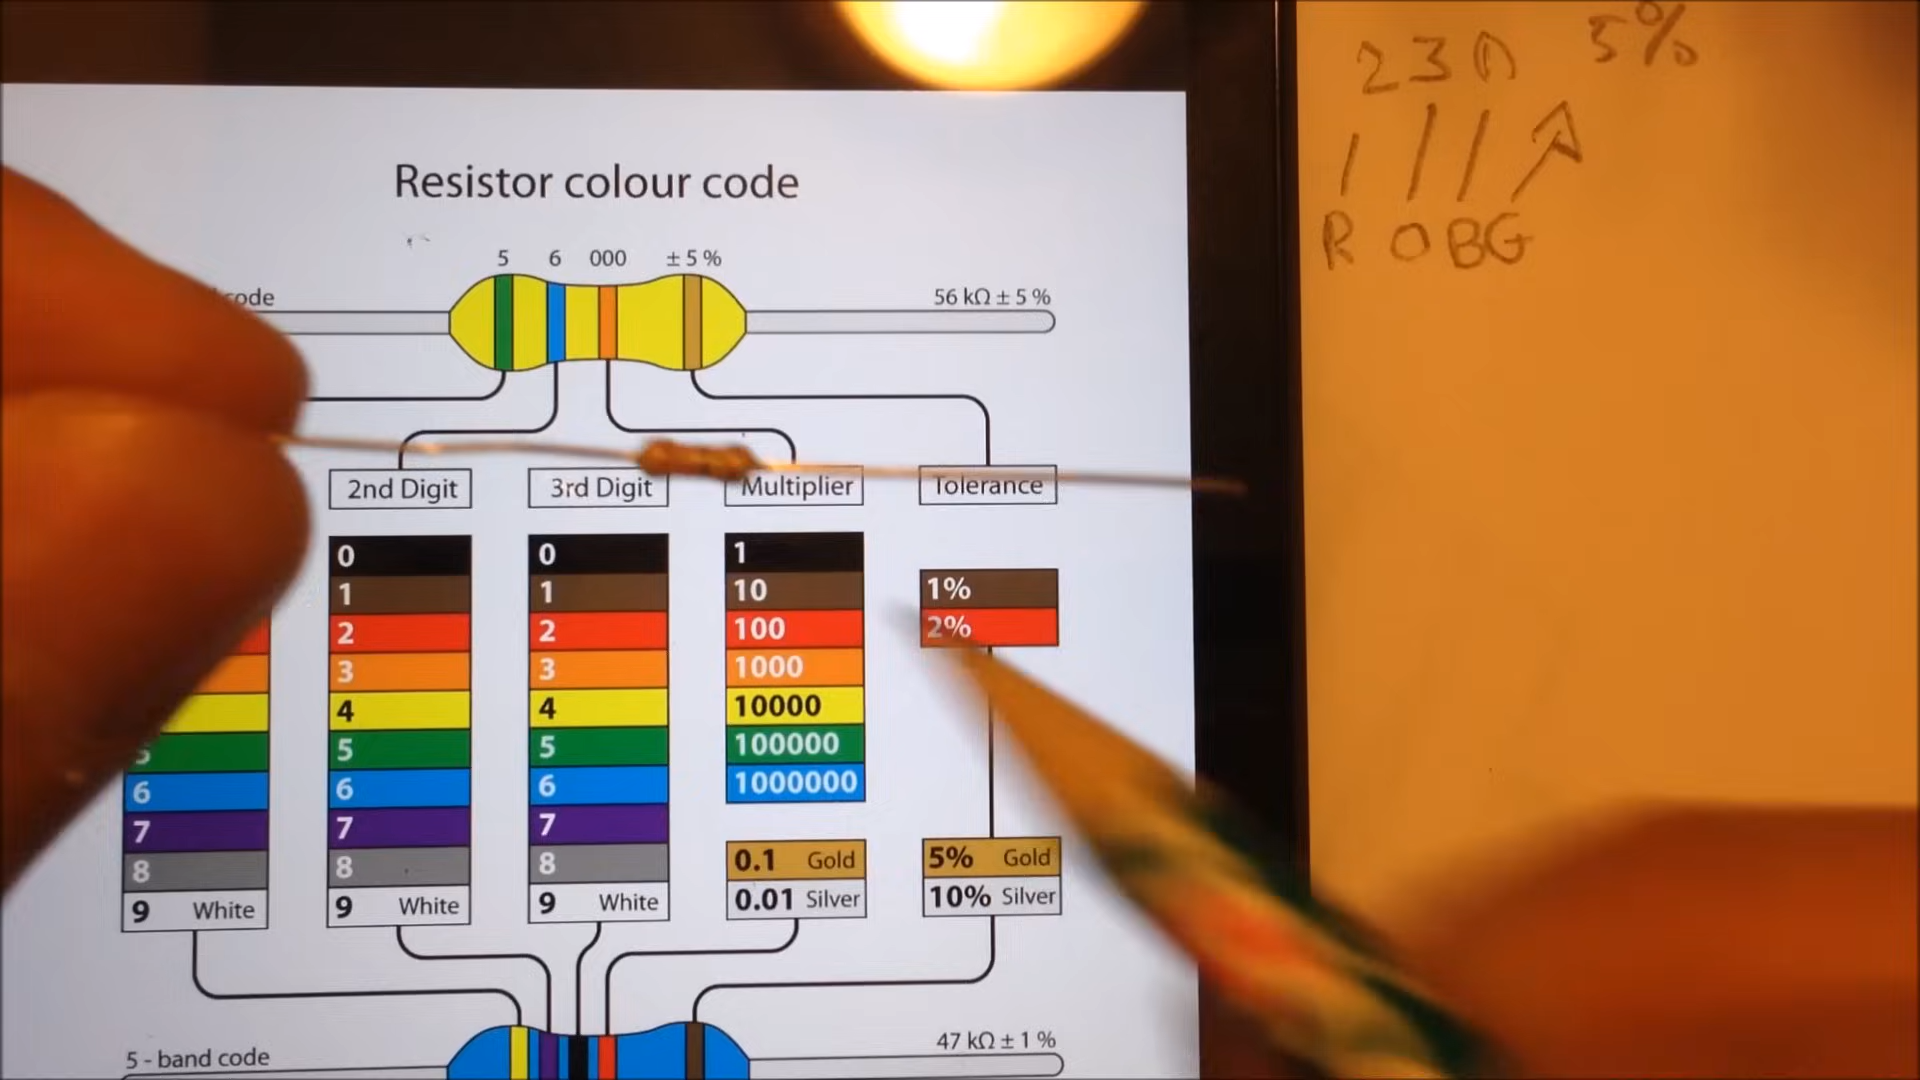 23Ω 5%
R O B G
Resistor colour code
5 6 000 ± 5 %
code
56 kΩ ± 5 %
2nd Digit 3rd Digit Multiplier Tolerance
0 0 1
1 1 10 1%
2 2 100 2%
3 3 1000
4 4 10000
5 5 5 100000
6 6 6 1000000
7 7 7
8 8 8 0.1 Gold 5% Gold
9 White 9 White 9 White 0.01 Silver 10% Silver
5 - band code
47 kΩ ± 1 %